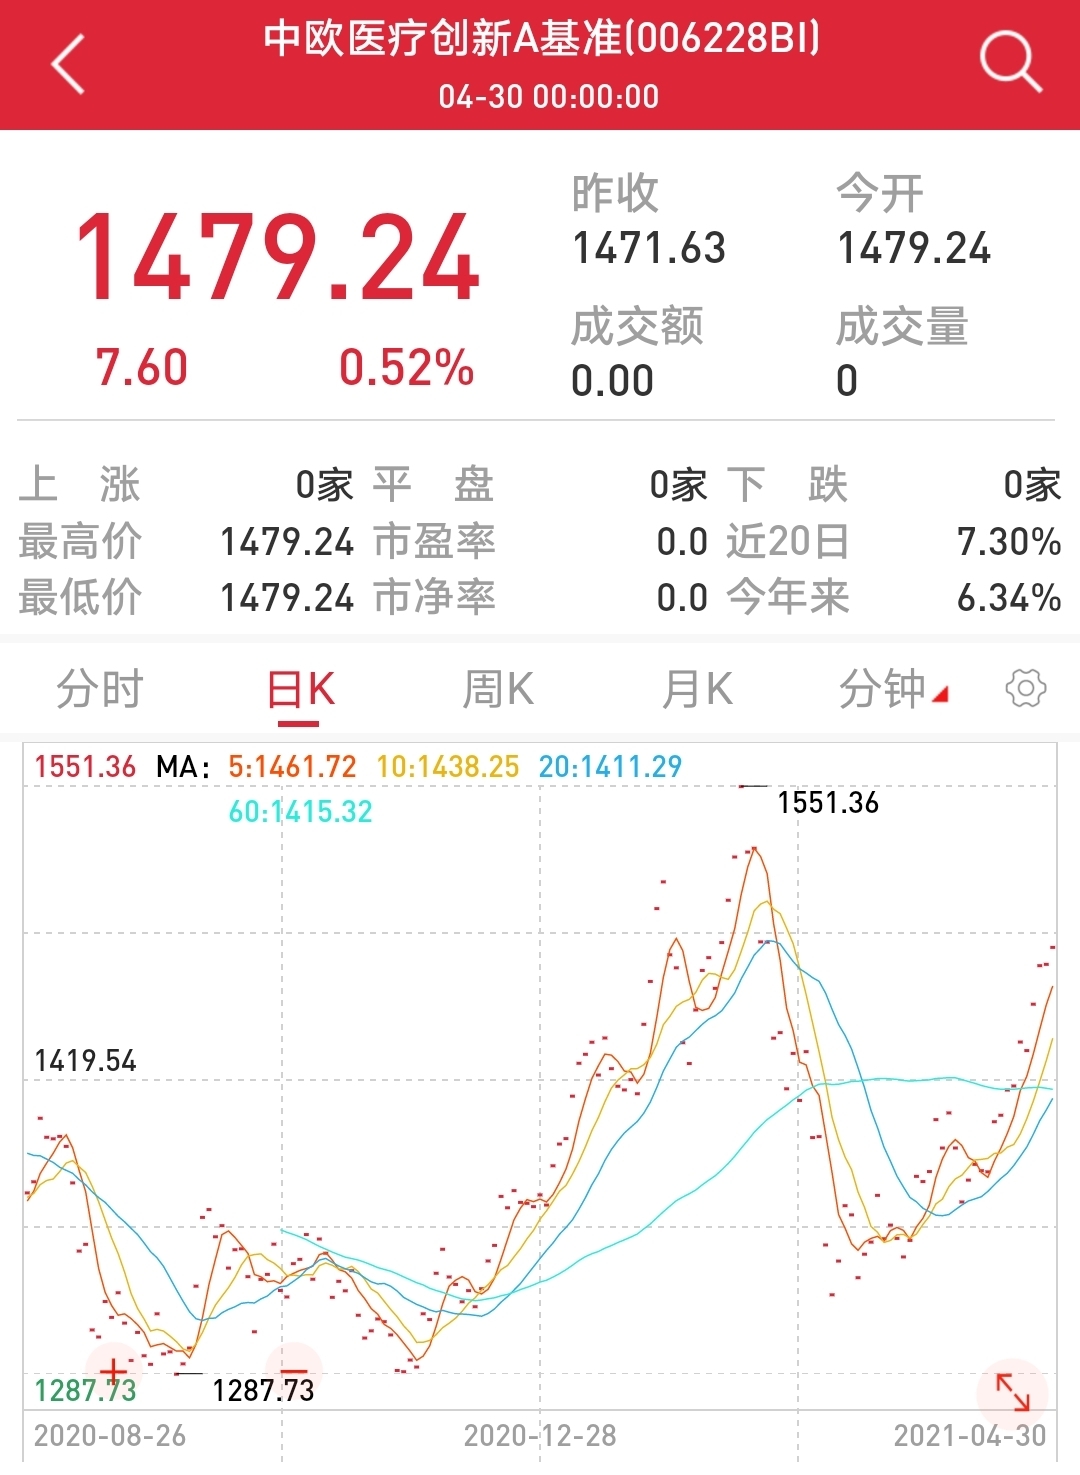 中欧医疗创新A基准(006228BI)
04-30 00:00:00
1479.24
7.60 0.52%
昨收 今开
1471.63 1479.24
成交额 成交量
0.00 0
上 涨 0家 平 盘 0家 下 跌 0家
最高价 1479.24 市盈率 0.0 近20日 7.30%
最低价 1479.24 市净率 0.0 今年来 6.34%
分时 日K 周K 月K 分钟
1551.36 MA: 5:1461.72 10:1438.25 20:1411.29
60:1415.32
1551.36
1419.54
1287.73 1287.73
2020-08-26 2020-12-28 2021-04-30